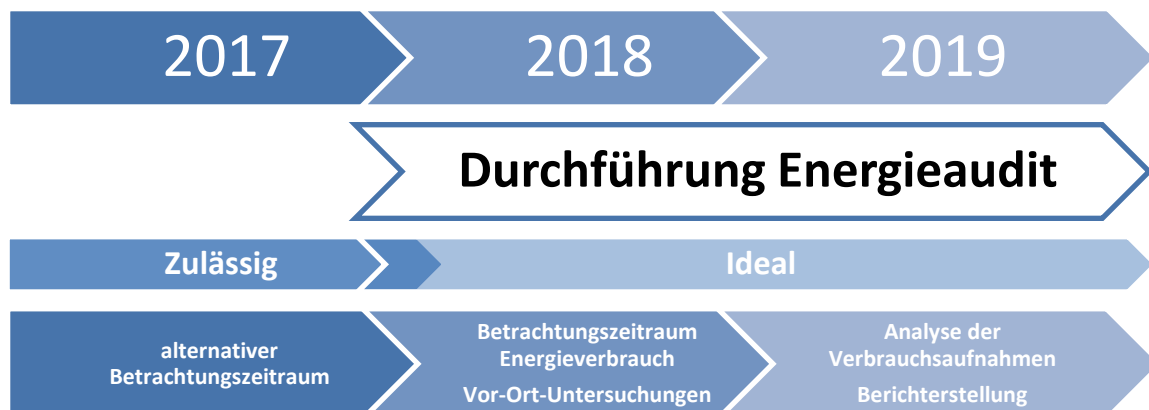 2017
2018
2019
Durchführung Energieaudit
Zulässig
Ideal
alternativer
Betrachtungszeitraum
Betrachtungszeitraum
Energieverbrauch
Vor-Ort-Untersuchungen
Analyse der
Verbrauchsaufnahmen
Berichterstellung